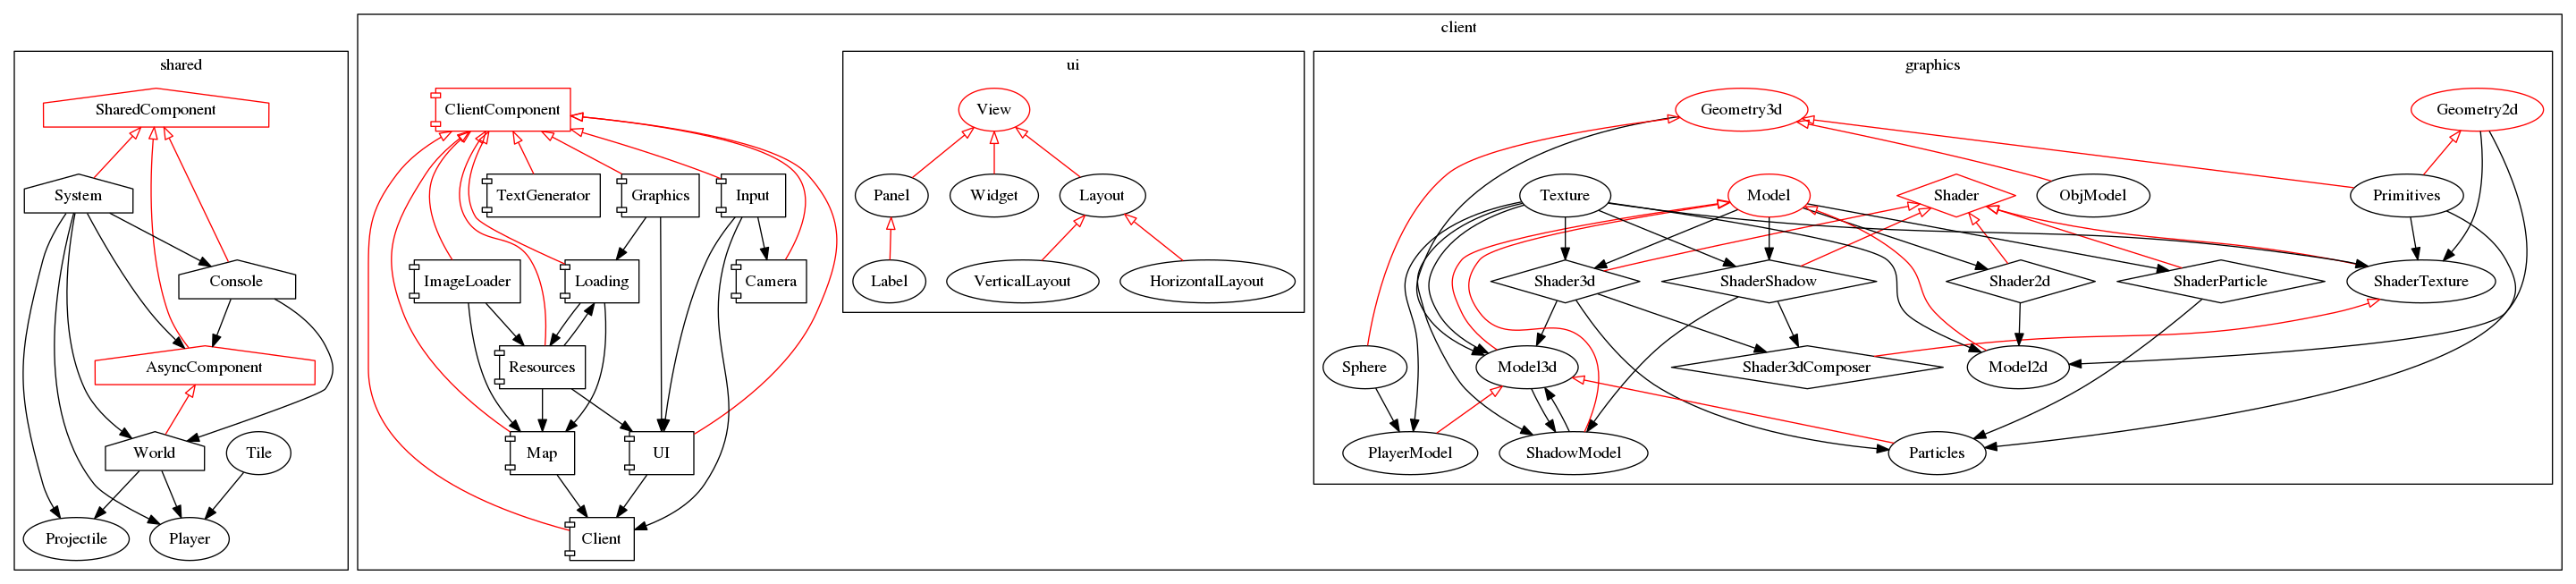 client
shared
ui
graphics
SharedComponent
ClientComponent
View
Geometry3d
Geometry2d
System
TextGenerator
Graphics
Input
Panel
Widget
Layout
Texture
Model
Shader
ObjModel
Primitives
Console
ImageLoader
Loading
Camera
Label
VerticalLayout
HorizontalLayout
Shader3d
ShaderShadow
Shader2d
ShaderParticle
ShaderTexture
AsyncComponent
Resources
Sphere
Model3d
Shader3dComposer
Model2d
World
Tile
Map
UI
PlayerModel
ShadowModel
Particles
Projectile
Player
Client